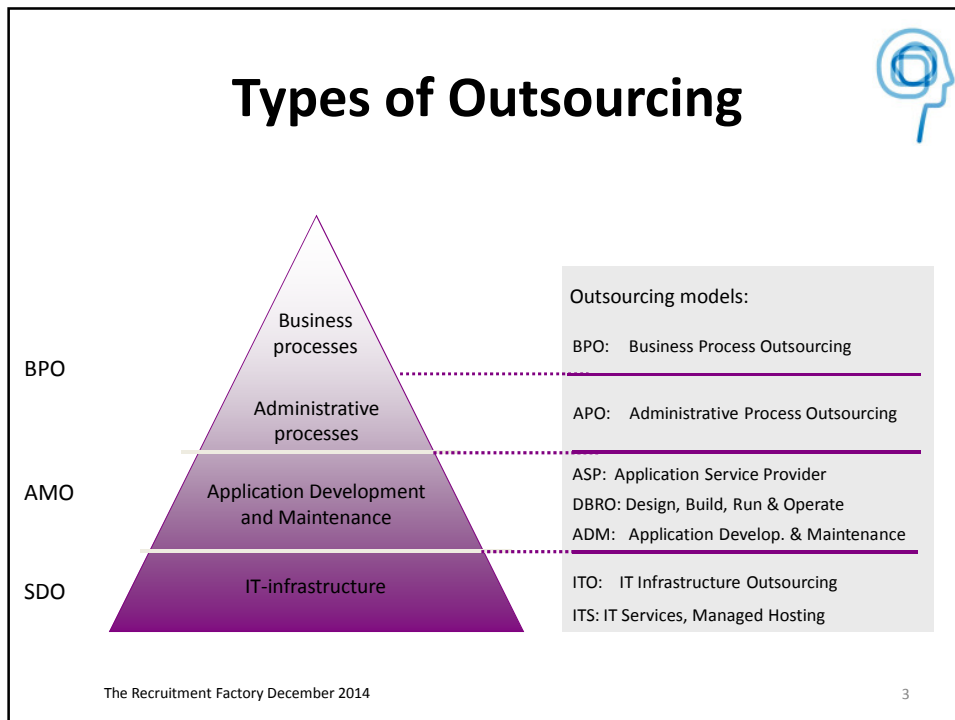 Types of Outsourcing
BPO
AMO
SDO
Business
processes
Administrative
processes
Application Development
and Maintenance
IT-infrastructure
Outsourcing models:
BPO: Business Process Outsourcing
APO: Administrative Process Outsourcing
ASP: Application Service Provider
DBRO: Design, Build, Run & Operate
ADM: Application Develop. & Maintenance
ITO: IT Infrastructure Outsourcing
ITS: IT Services, Managed Hosting
The Recruitment Factory December 2014
3